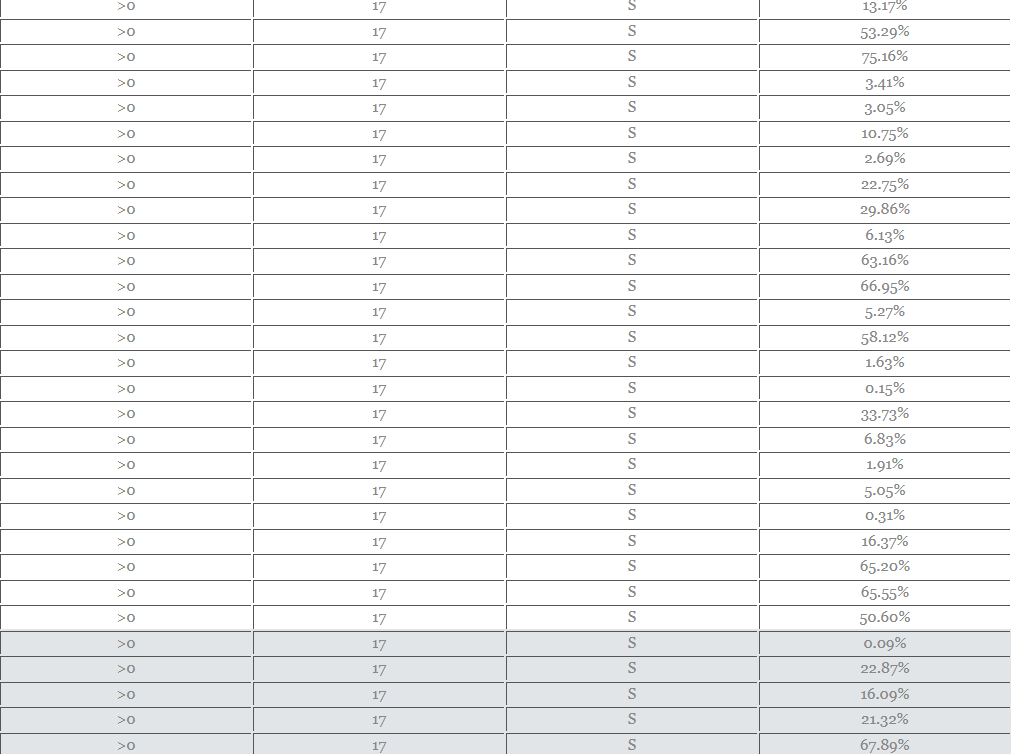 >0 17 S 13.17%
>0 17 S 53.29%
>0 17 S 75.16%
>0 17 S 3.41%
>0 17 S 3.05%
>0 17 S 10.75%
>0 17 S 2.69%
>0 17 S 22.75%
>0 17 S 29.86%
>0 17 S 6.13%
>0 17 S 63.16%
>0 17 S 66.95%
>0 17 S 5.27%
>0 17 S 58.12%
>0 17 S 1.63%
>0 17 S 0.15%
>0 17 S 33.73%
>0 17 S 6.83%
>0 17 S 1.91%
>0 17 S 5.05%
>0 17 S 0.31%
>0 17 S 16.37%
>0 17 S 65.20%
>0 17 S 65.55%
>0 17 S 50.60%
>0 17 S 0.09%
>0 17 S 22.87%
>0 17 S 16.09%
>0 17 S 21.32%
>0 17 S 67.89%